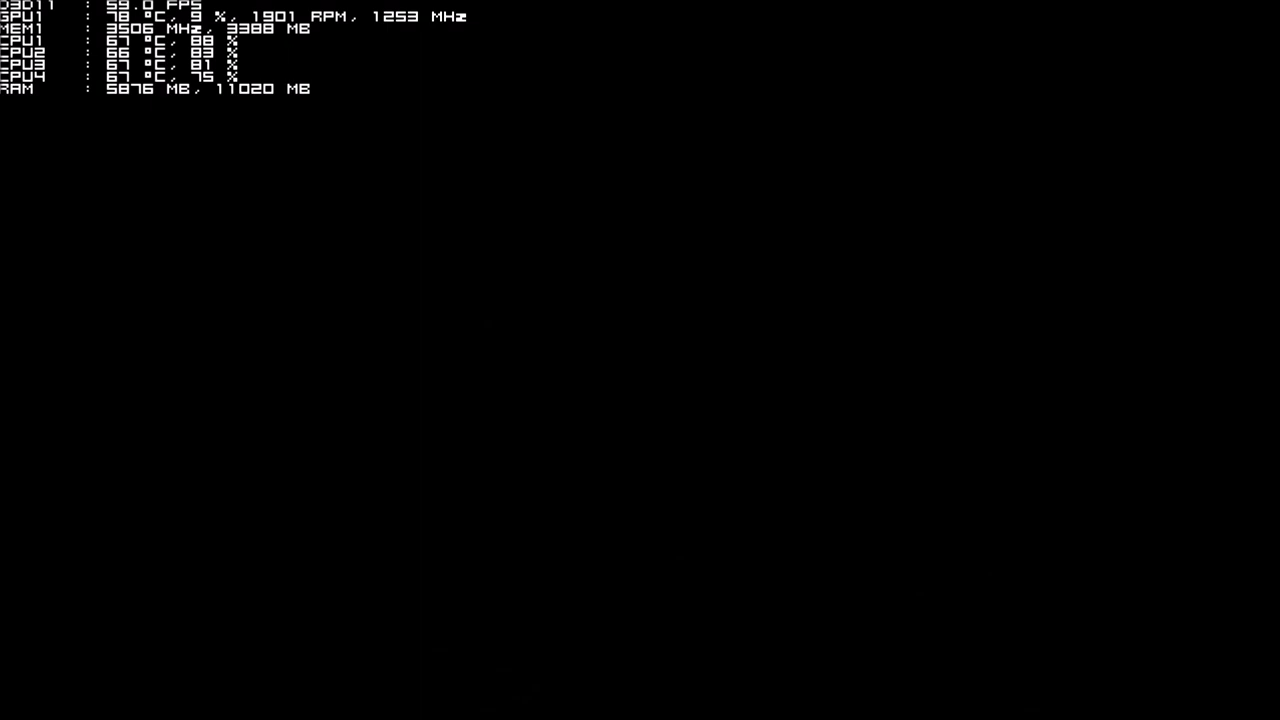 D3D11 : 59.0 FPS
GPU1 : 78 °C, 9 %, 1901 RPM, 1253 MHz
MEM1 : 3506 MHz, 3388 MB
CPU1 : 67 °C, 88 %
CPU2 : 66 °C, 83 %
CPU3 : 67 °C, 81 %
CPU4 : 67 °C, 75 %
RAM : 5876 MB, 11020 MB